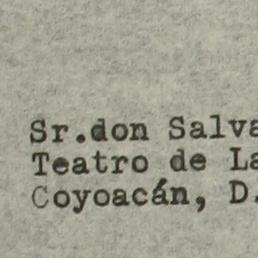 Sr.don Salva
Teatro de La
Coyoacán, D.